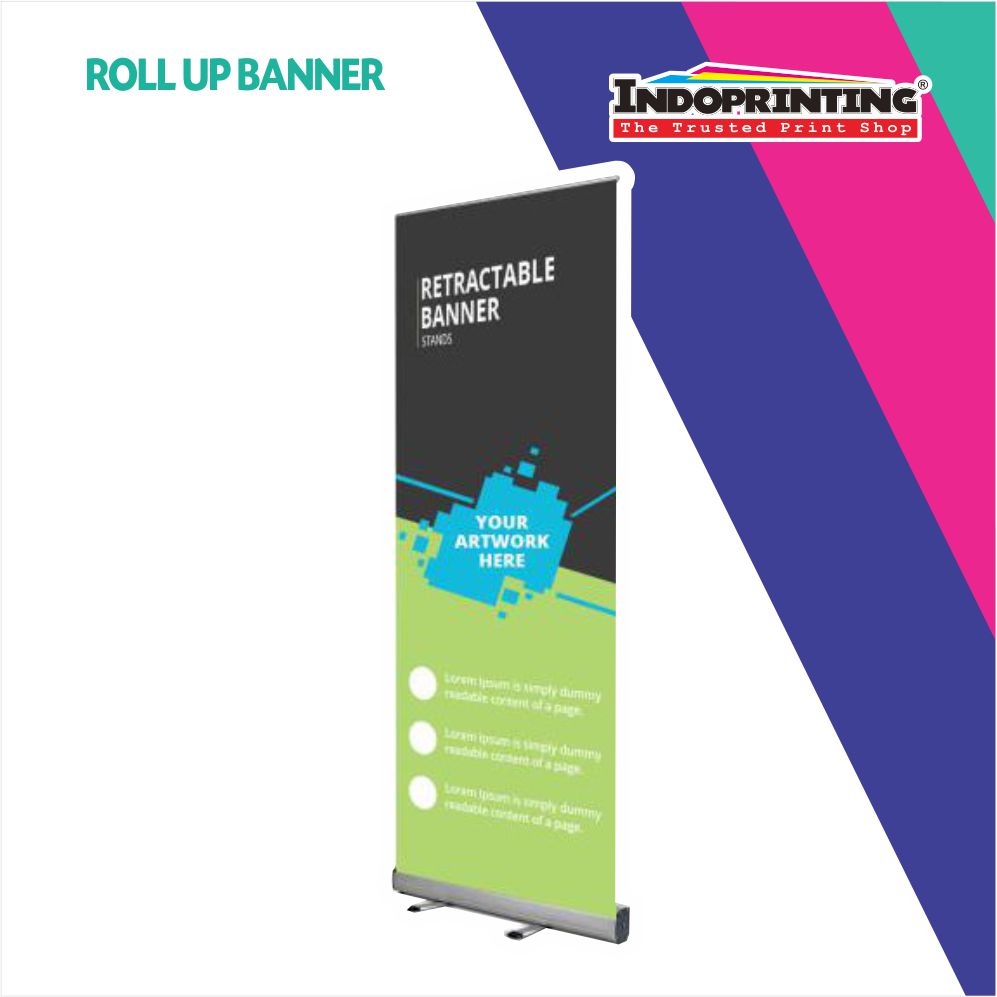 ROLL UP BANNER
INDOPRINTING®
The Trusted Print Shop
RETRACTABLE
BANNER
STANDS
YOUR
ARTWORK
HERE
Lorem Ipsum is simply dummy
readable content of a page.
Lorem Ipsum is simply dummy
readable content of a page.
Lorem Ipsum is simply dummy
readable content of a page.